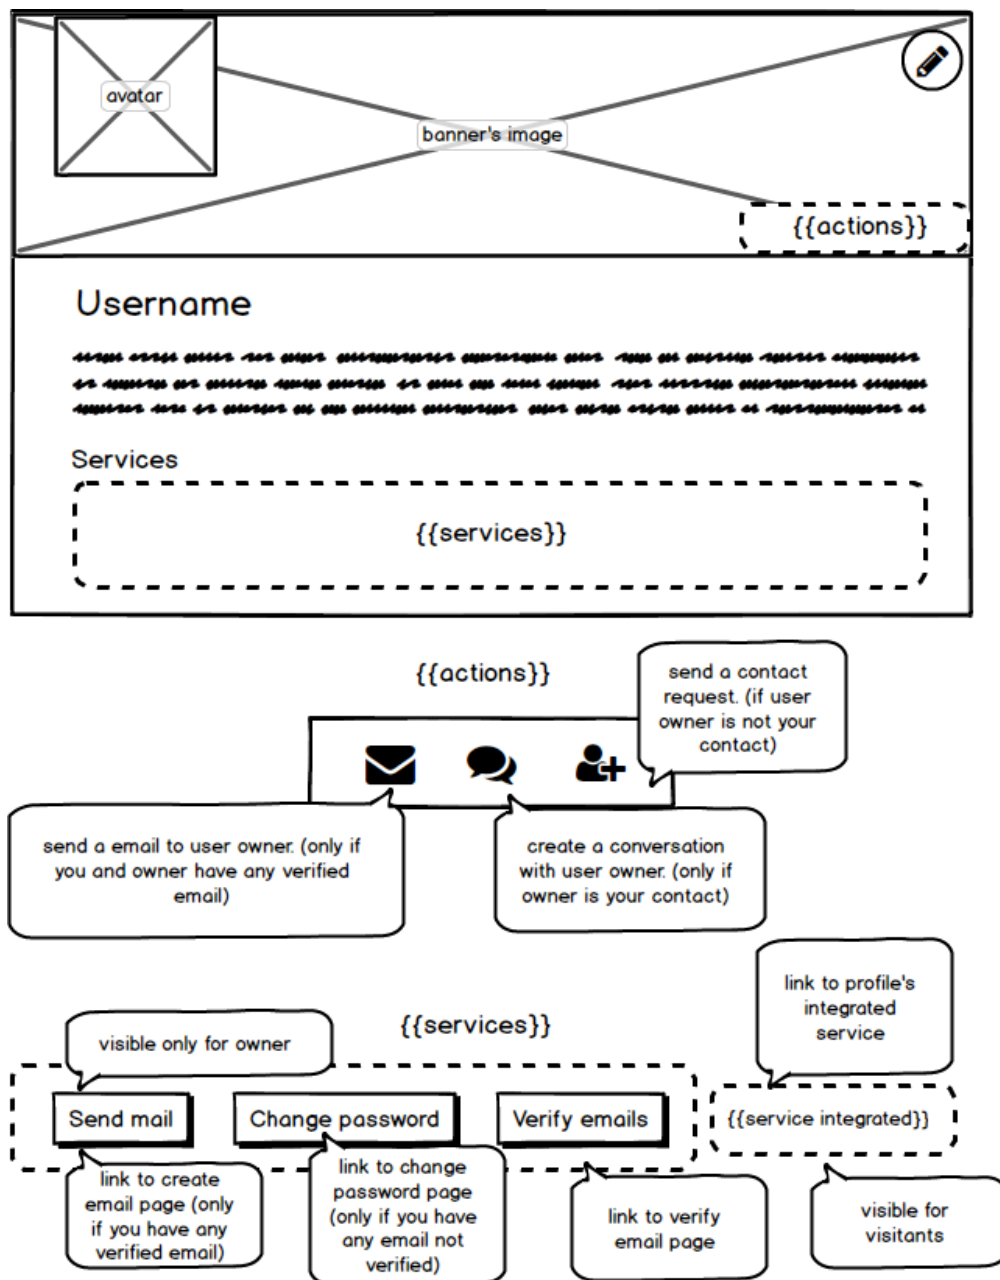 avatar
banner's image
{{actions}}
Username
Services
{{services}}
{{actions}}
send a contact
request. (if user
owner is not your
contact)
send a email to user owner. (only if
you and owner have any verified
email)
create a conversation
with user owner. (only if
owner is your contact)
link to profile's
integrated
service
{{services}}
visible only for owner
Send mail
Change password
Verify emails
{{service integrated}}
link to create
email page (only
if you have any
verified email)
link to change
password page
(only if you have
any email not
verified)
link to verify
email page
visible for
visitants